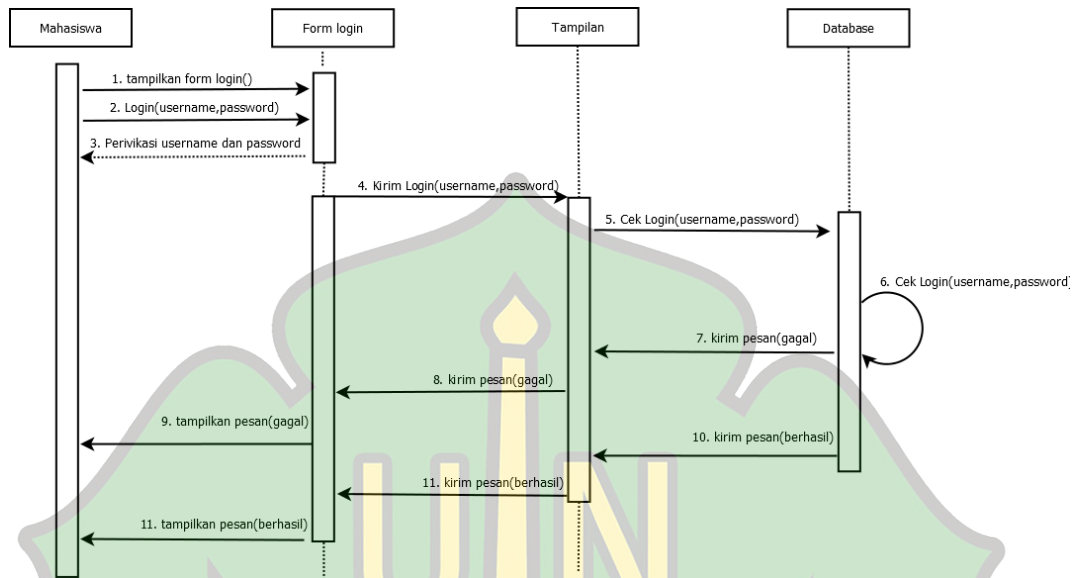 Mahasiswa
Form login
Tampilan
Database
1. tampilkan form login()
2. Login(username,password)
3. Perivikasi username dan password
4. Kirim Login(username,password)
5. Cek Login(username,password)
6. Cek Login(username,password)
7. kirim pesan(gagal)
8. kirim pesan(gagal)
9. tampilkan pesan(gagal)
10. kirim pesan(berhasil)
11. kirim pesan(berhasil)
11. tampilkan pesan(berhasil)
UIN